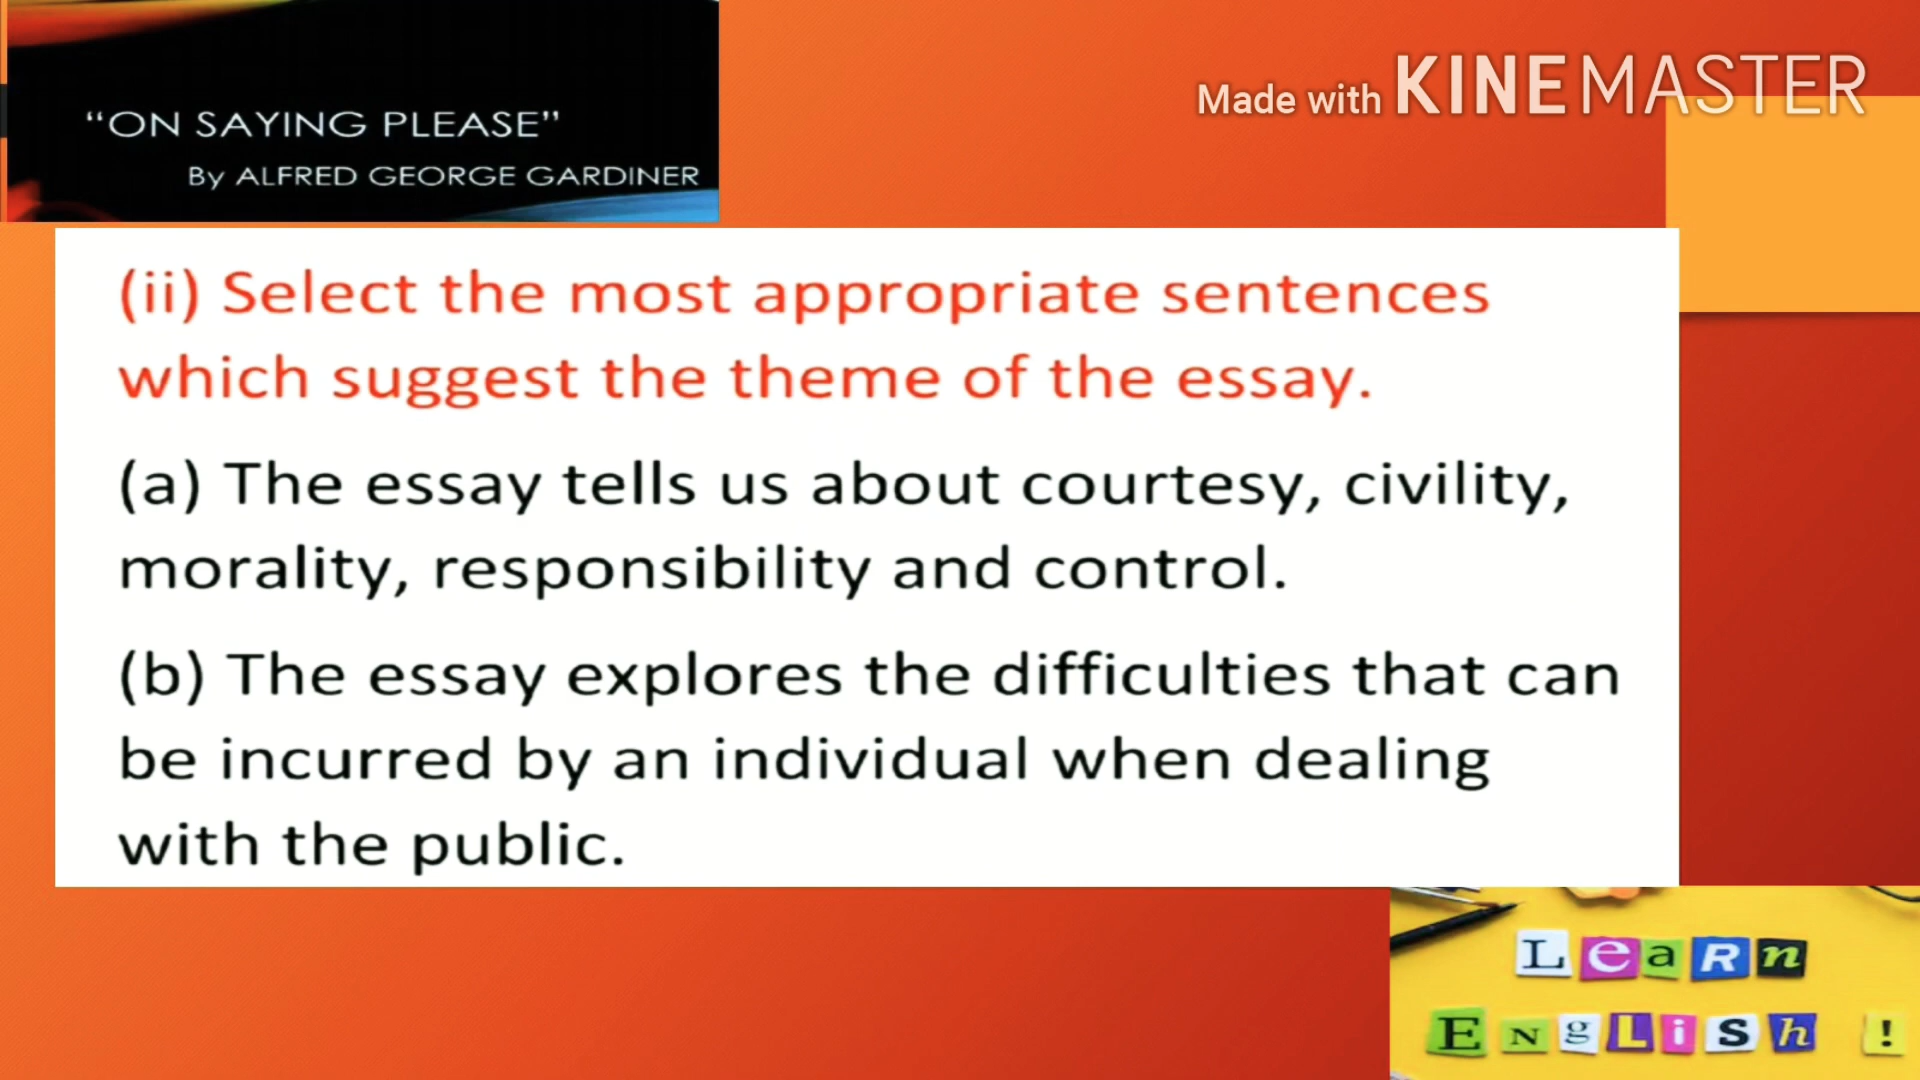 Made with KINEMASTER
“ON SAYING PLEASE”
By ALFRED GEORGE GARDINER
(ii) Select the most appropriate sentences
which suggest the theme of the essay.
(a) The essay tells us about courtesy, civility,
morality, responsibility and control.
(b) The essay explores the difficulties that can
be incurred by an individual when dealing
with the public.
LeaRn
ENgLiSh !